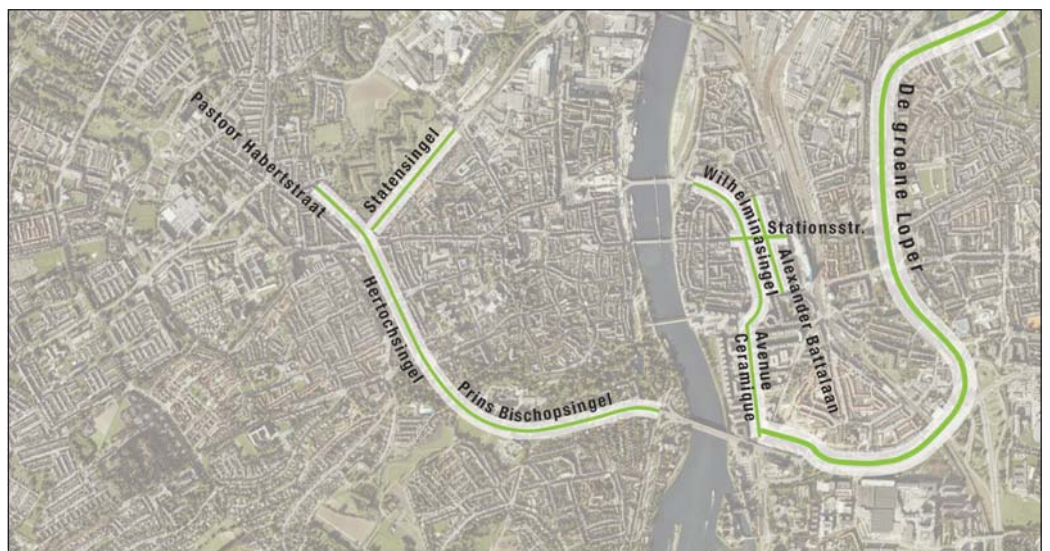 Pastoor Habertstraat
Statensingel
Hertochsingel
Prins Bischopsingel
Wilhelminasingel
Stationsstr.
Alexander Battalaan
Avenue
Ceramique
De groene Loper